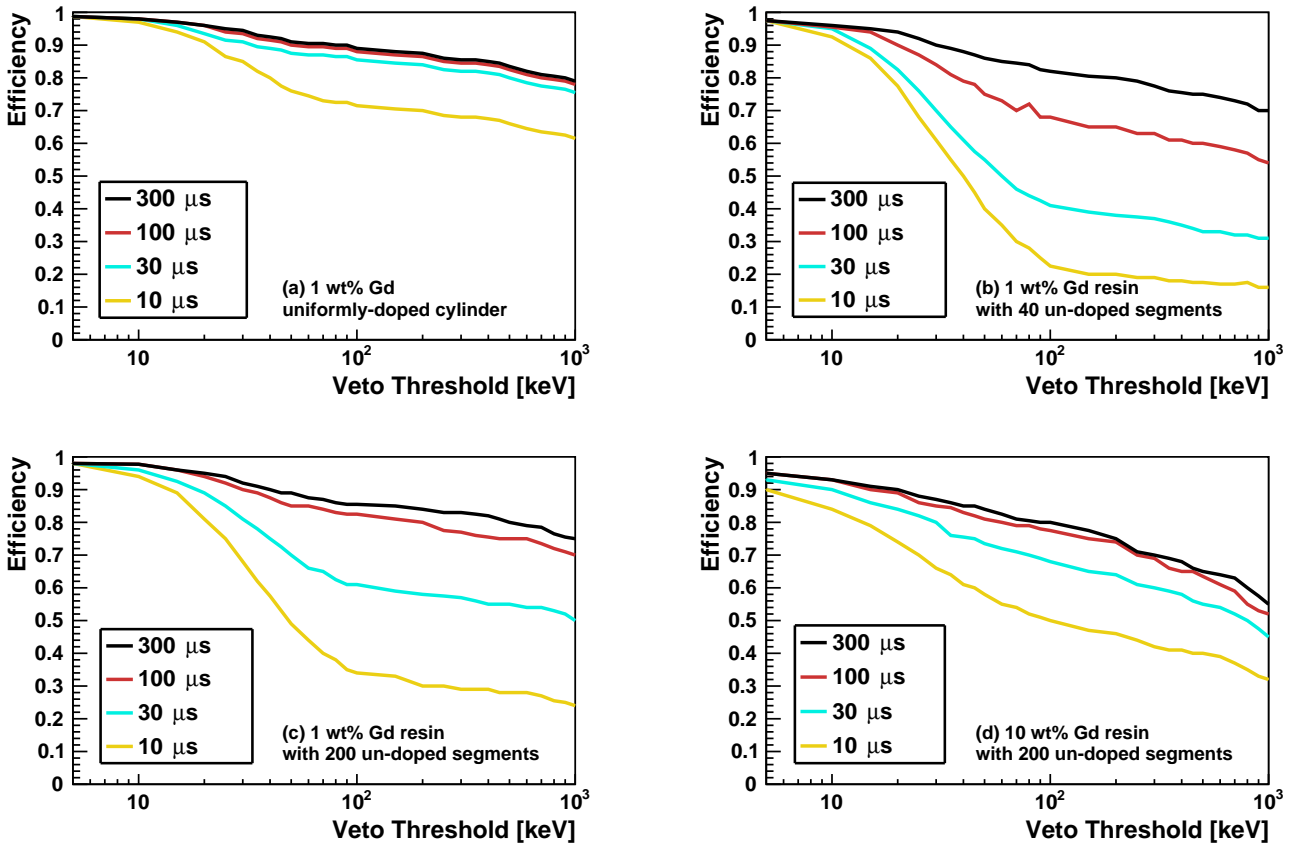 Efficiency
1
0.9
0.8
0.7
0.6
0.5
0.4
0.3
0.2
0.1
0
300 μs
100 μs
30 μs
10 μs
(a) 1 wt% Gd
uniformly-doped cylinder
10 10² 10³
Veto Threshold [keV]
Efficiency
1
0.9
0.8
0.7
0.6
0.5
0.4
0.3
0.2
0.1
0
300 μs
100 μs
30 μs
10 μs
(b) 1 wt% Gd resin
with 40 un-doped segments
10 10² 10³
Veto Threshold [keV]
Efficiency
1
0.9
0.8
0.7
0.6
0.5
0.4
0.3
0.2
0.1
0
300 μs
100 μs
30 μs
10 μs
(c) 1 wt% Gd resin
with 200 un-doped segments
10 10² 10³
Veto Threshold [keV]
Efficiency
1
0.9
0.8
0.7
0.6
0.5
0.4
0.3
0.2
0.1
0
300 μs
100 μs
30 μs
10 μs
(d) 10 wt% Gd resin
with 200 un-doped segments
10 10² 10³
Veto Threshold [keV]